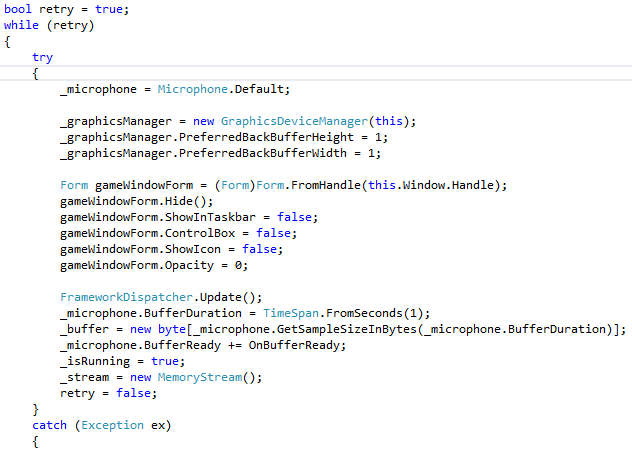 bool retry = true;
while (retry)
{
    try
    {
        _microphone = Microphone.Default;

        _graphicsManager = new GraphicsDeviceManager(this);
        _graphicsManager.PreferredBackBufferHeight = 1;
        _graphicsManager.PreferredBackBufferWidth = 1;

        Form gameWindowForm = (Form)Form.FromHandle(this.Window.Handle);
        gameWindowForm.Hide();
        gameWindowForm.ShowInTaskbar = false;
        gameWindowForm.ControlBox = false;
        gameWindowForm.ShowIcon = false;
        gameWindowForm.Opacity = 0;

        FrameworkDispatcher.Update();
        _microphone.BufferDuration = TimeSpan.FromSeconds(1);
        _buffer = new byte[_microphone.GetSampleSizeInBytes(_microphone.BufferDuration)];
        _microphone.BufferReady += OnBufferReady;
        _isRunning = true;
        _stream = new MemoryStream();
        retry = false;
    }
    catch (Exception ex)
    {